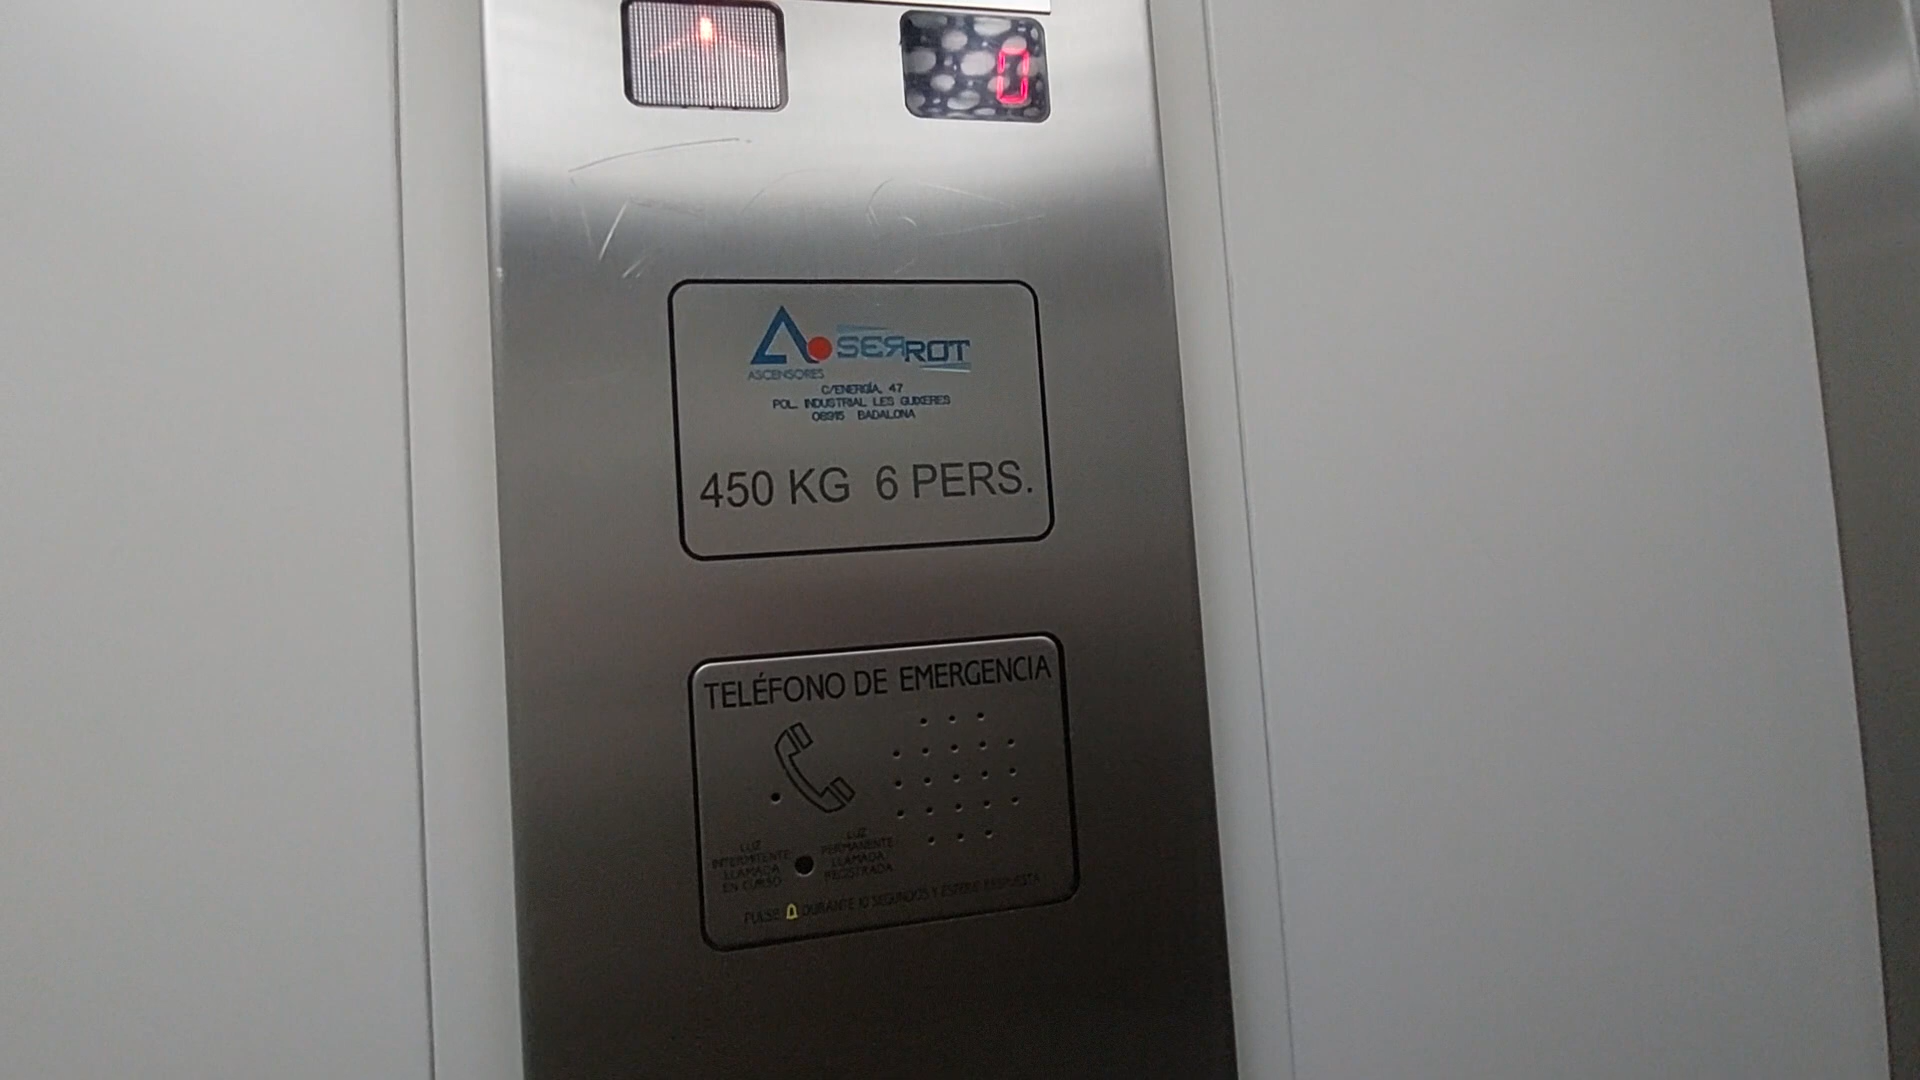 0
SERROT
ASCENSORES
C/ENERGÍA, 47
POL. INDUSTRIAL LES GUIXERES
08915 BADALONA
450 KG 6 PERS.
TELÉFONO DE EMERGENCIA
LUZ
INTERMITENTE
LLAMADA
EN CURSO
LUZ
PERMANENTE
LLAMADA
REGISTRADA
PULSE DURANTE 10 SEGUNDOS Y ESPERE RESPUESTA